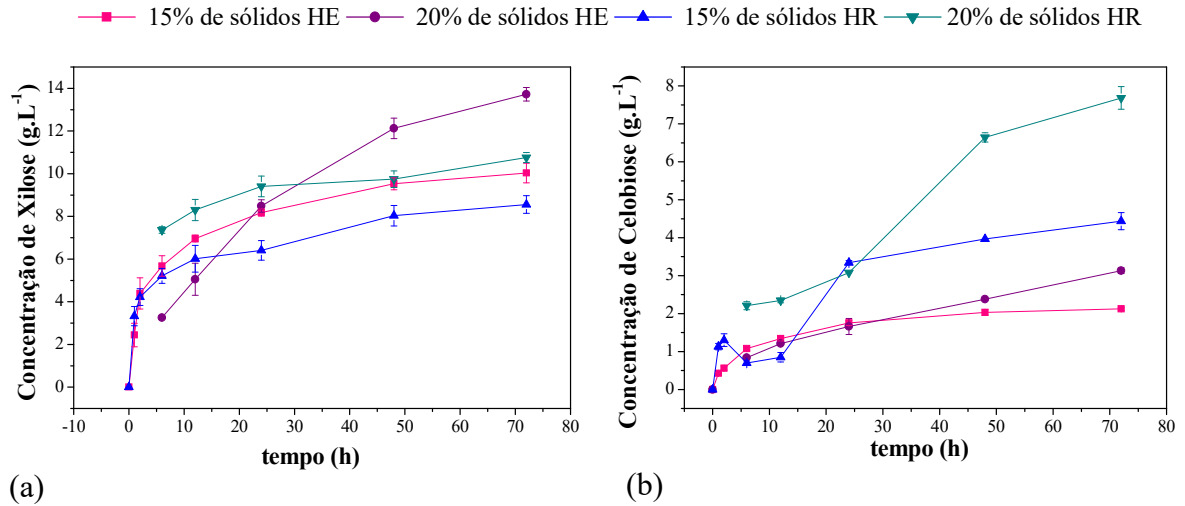 15% de sólidos HE 20% de sólidos HE 15% de sólidos HR 20% de sólidos HR
Concentração de Xilose (g.L⁻¹)
14
12
10
8
6
4
2
0
-10 0 10 20 30 40 50 60 70 80
tempo (h)
(a)
Concentração de Celobiose (g.L⁻¹)
8
7
6
5
4
3
2
1
0
0 10 20 30 40 50 60 70 80
tempo (h)
(b)